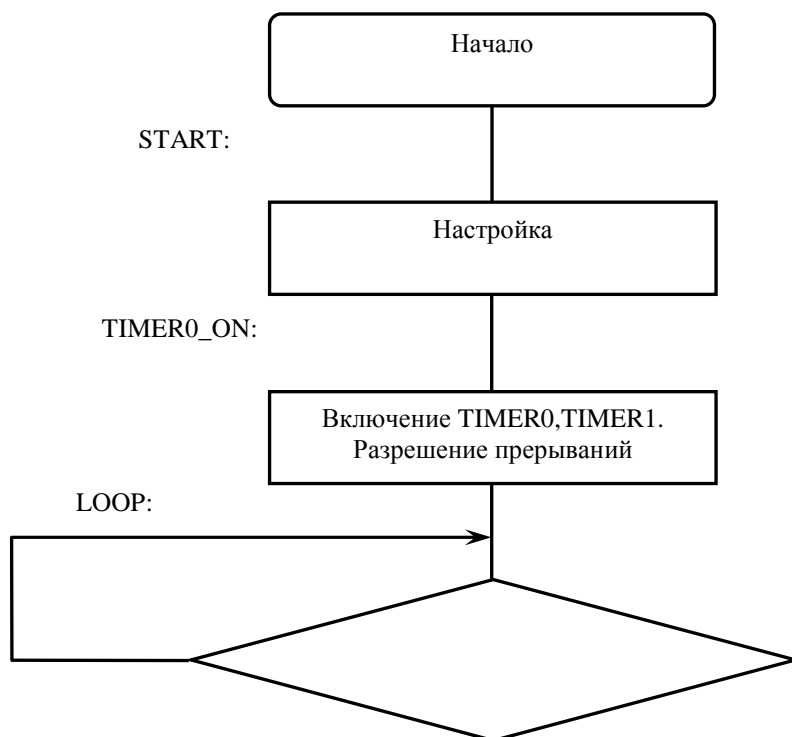 Начало
START:
Настройка
TIMER0_ON:
Включение TIMER0,TIMER1.
Разрешение прерываний
LOOP: